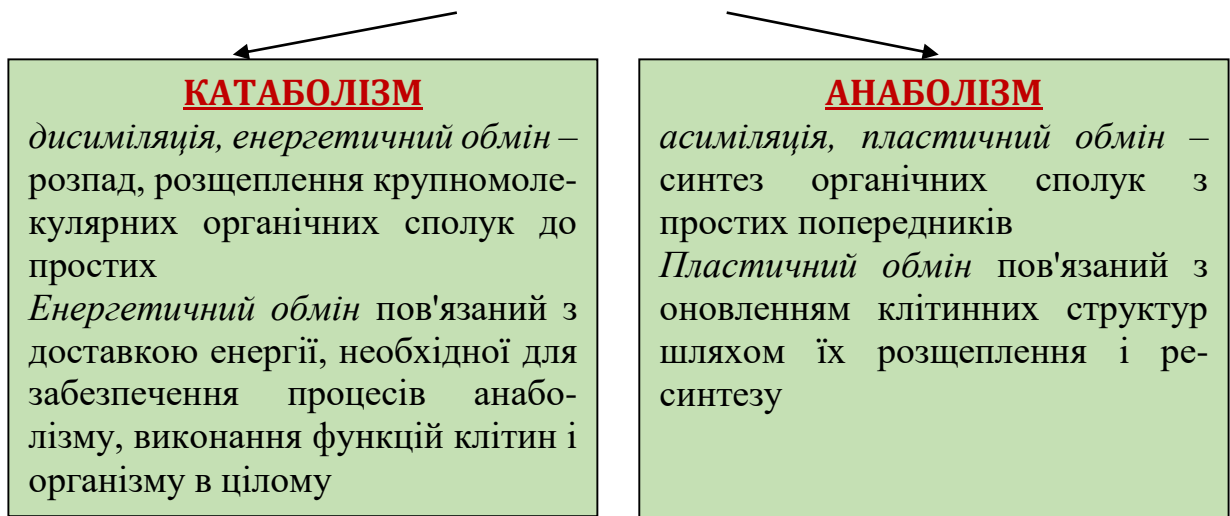 КАТАБОЛІЗМ
дисиміляція, енергетичний обмін –
розпад, розщеплення крупномоле-
кулярних органічних сполук до
простих
Енергетичний обмін пов'язаний з
доставкою енергії, необхідної для
забезпечення процесів анабо-
лізму, виконання функцій клітин і
організму в цілому
АНАБОЛІЗМ
асиміляція, пластичний обмін –
синтез органічних сполук з
простих попередників
Пластичний обмін пов'язаний з
оновленням клітинних структур
шляхом їх розщеплення і ре-
синтезу